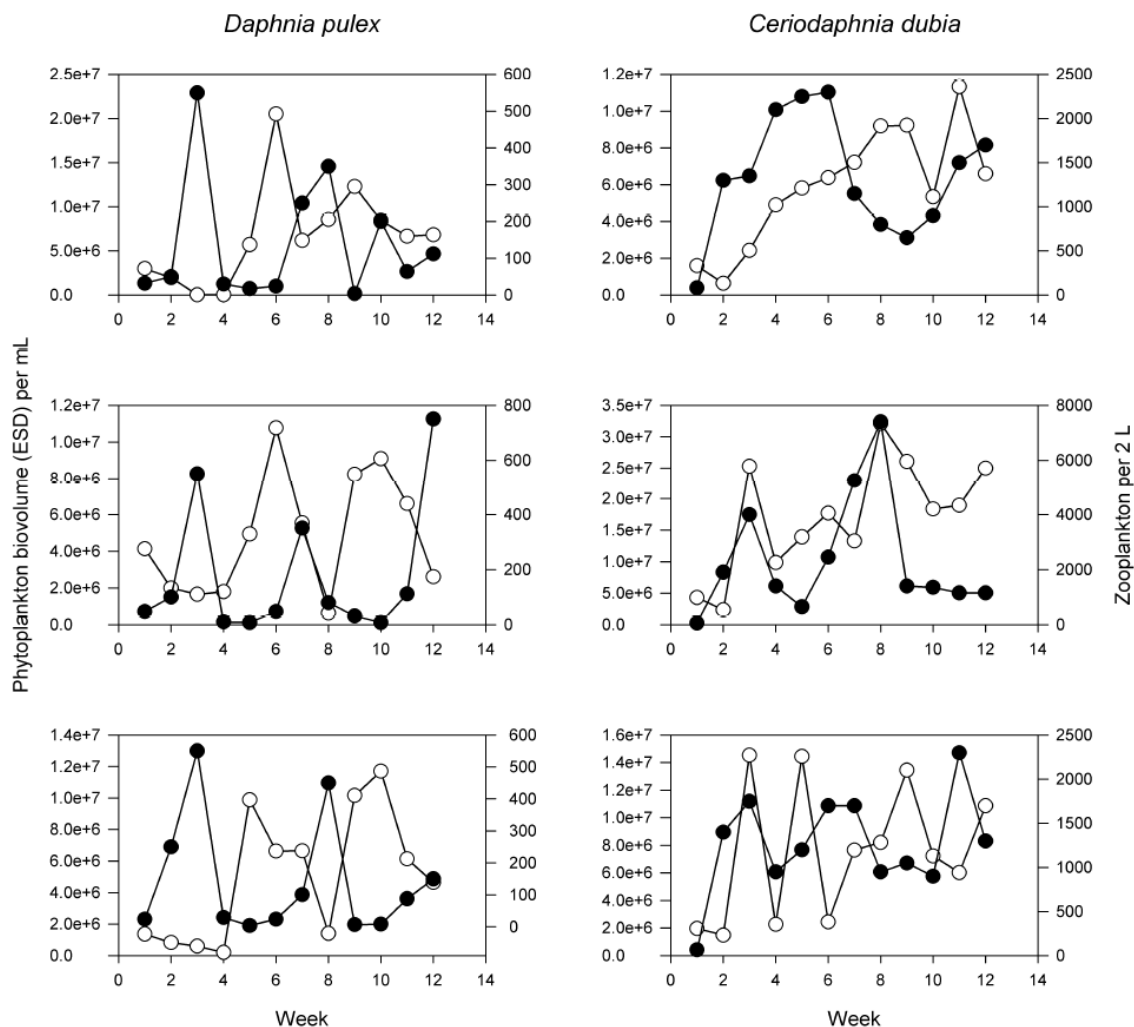 Daphnia pulex
Ceriodaphnia dubia
2.5e+7
2.0e+7
1.5e+7
1.0e+7
5.0e+6
0.0
600
500
400
300
200
100
0
0 2 4 6 8 10 12 14
1.2e+7
1.0e+7
8.0e+6
6.0e+6
4.0e+6
2.0e+6
0.0
2500
2000
1500
1000
500
0
0 2 4 6 8 10 12 14
Phytoplankton biovolume (ESD) per mL
1.2e+7
1.0e+7
8.0e+6
6.0e+6
4.0e+6
2.0e+6
0.0
800
600
400
200
0
0 2 4 6 8 10 12 14
3.5e+7
3.0e+7
2.5e+7
2.0e+7
1.5e+7
1.0e+7
5.0e+6
0.0
8000
6000
4000
2000
0
0 2 4 6 8 10 12 14
Zooplankton per 2 L
1.4e+7
1.2e+7
1.0e+7
8.0e+6
6.0e+6
4.0e+6
2.0e+6
0.0
600
500
400
300
200
100
0
0 2 4 6 8 10 12 14
Week
1.6e+7
1.4e+7
1.2e+7
1.0e+7
8.0e+6
6.0e+6
4.0e+6
2.0e+6
0.0
2500
2000
1500
1000
500
0
0 2 4 6 8 10 12 14
Week